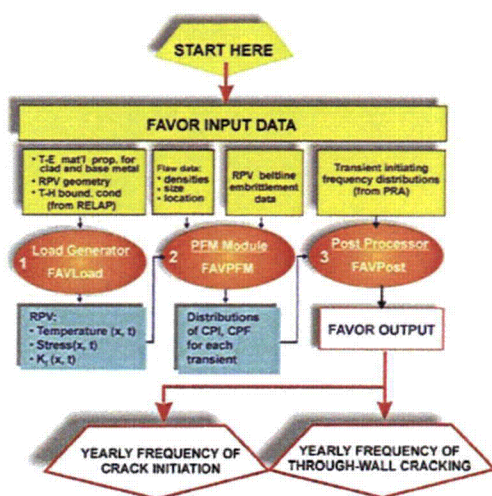 START HERE
FAVOR INPUT DATA
• T-E mat'l prop. for
clad and base metal
• RPV geometry
• T-H bound. cond
(from RELAP)
Flaw data:
• densities
• size
• location
RPV beltline
embrittlement
data
Transient initiating
frequency distributions
(from PRA)
1
Load Generator
FAVLoad
2
PFM Module
FAVPFM
3
Post Processor
FAVPost
RPV:
• Temperature (x, t)
• Stress(x, t)
• KI (x, t)
Distributions
of CPI, CPF
for each
transient
FAVOR OUTPUT
YEARLY FREQUENCY OF
CRACK INITIATION
YEARLY FREQUENCY OF
THROUGH-WALL CRACKING